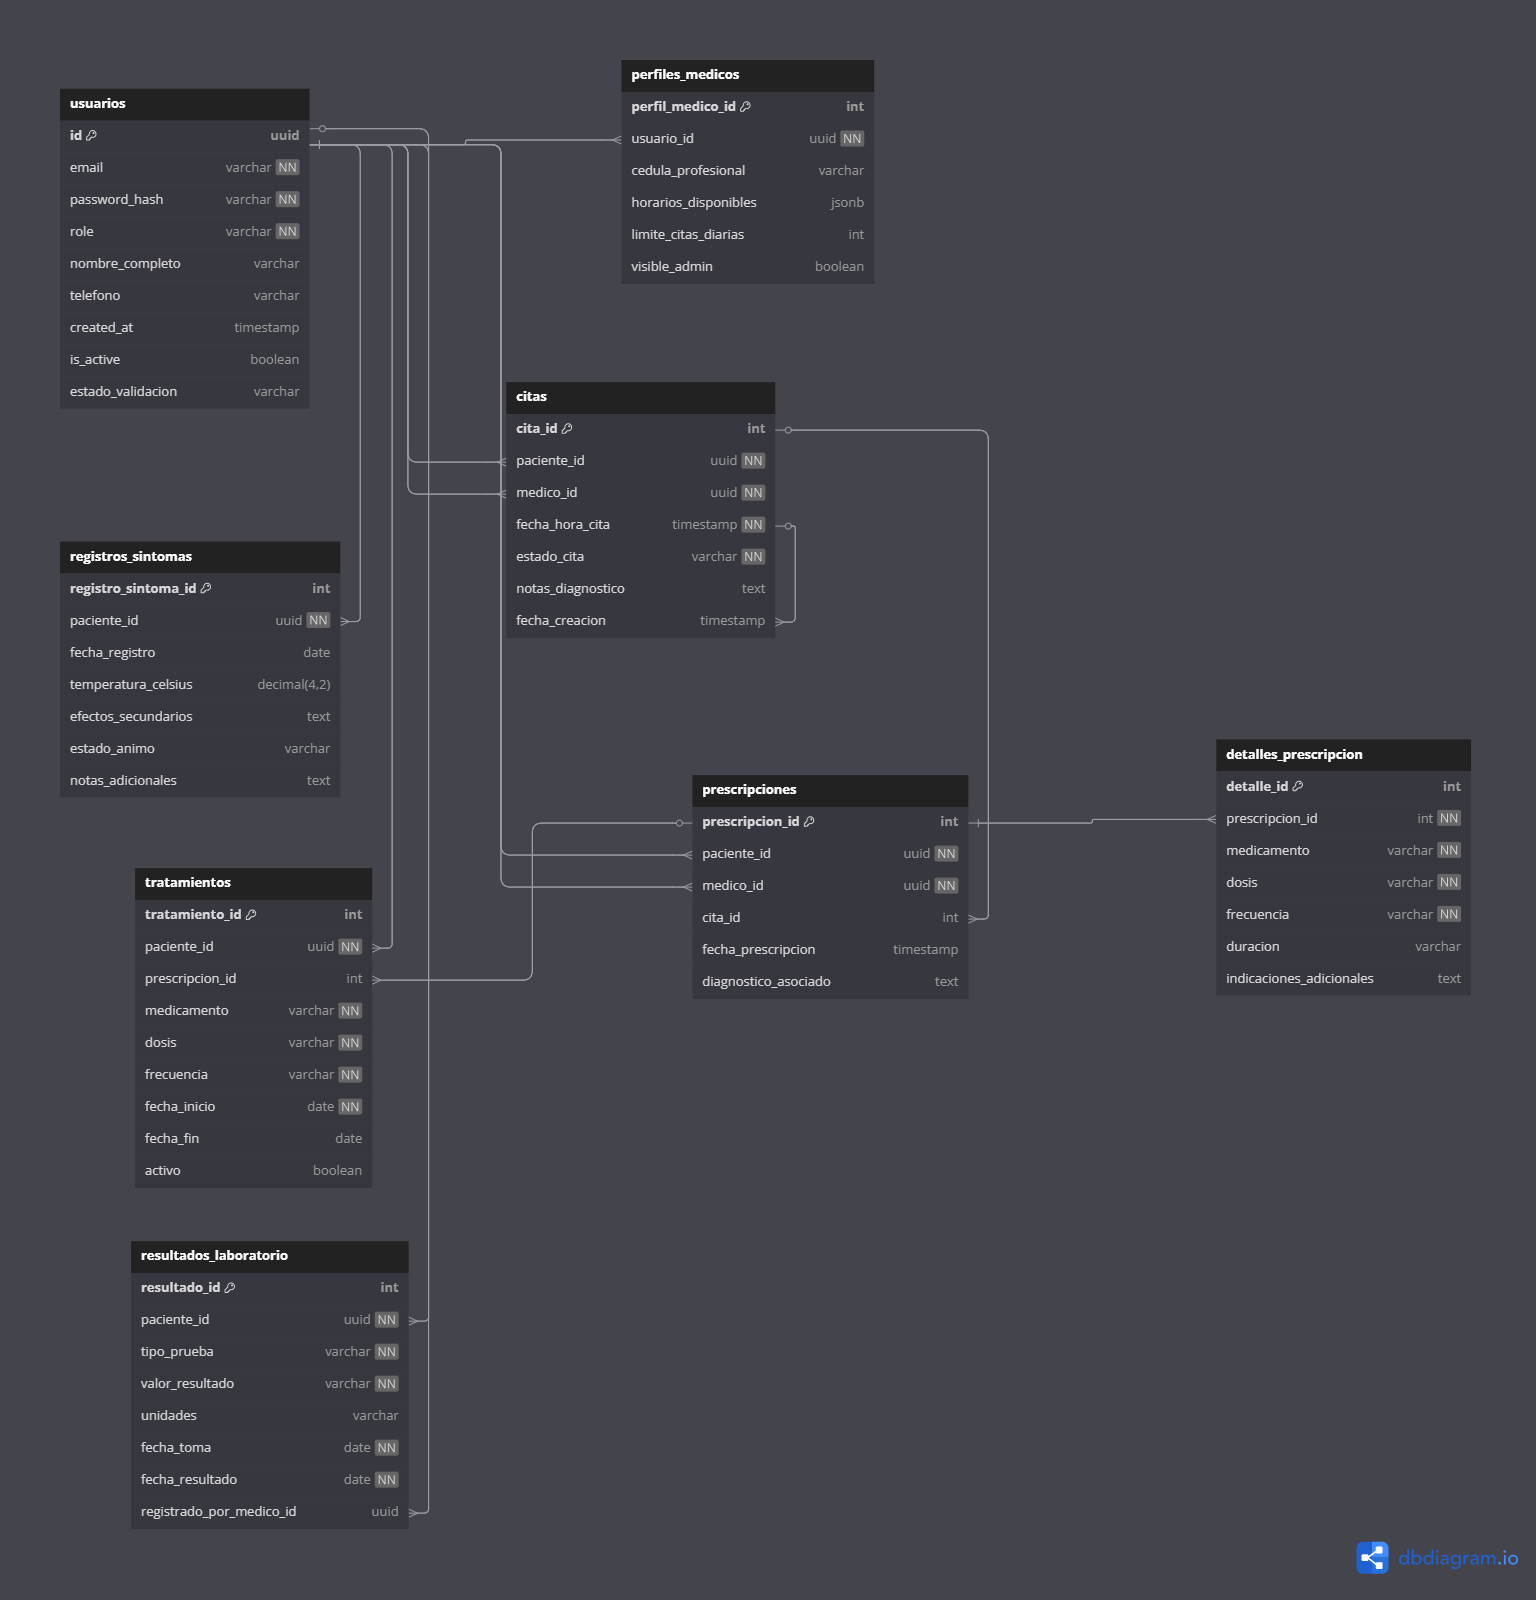 usuarios
id uuid
email varchar NN
password_hash varchar NN
role varchar NN
nombre_completo varchar
telefono varchar
created_at timestamp
is_active boolean
estado_validacion varchar
perfiles_medicos
perfil_medico_id int
usuario_id uuid NN
cedula_profesional varchar
horarios_disponibles jsonb
limite_citas_diarias int
visible_admin boolean
citas
cita_id int
paciente_id uuid NN
medico_id uuid NN
fecha_hora_cita timestamp NN
estado_cita varchar NN
notas_diagnostico text
fecha_creacion timestamp
registros_sintomas
registro_sintoma_id int
paciente_id uuid NN
fecha_registro date
temperatura_celsius decimal(4,2)
efectos_secundarios text
estado_animo varchar
notas_adicionales text
prescripciones
prescripcion_id int
paciente_id uuid NN
medico_id uuid NN
cita_id int
fecha_prescripcion timestamp
diagnostico_asociado text
detalles_prescripcion
detalle_id int
prescripcion_id int NN
medicamento varchar NN
dosis varchar NN
frecuencia varchar NN
duracion varchar
indicaciones_adicionales text
tratamientos
tratamiento_id int
paciente_id uuid NN
prescripcion_id int
medicamento varchar NN
dosis varchar NN
frecuencia varchar NN
fecha_inicio date NN
fecha_fin date
activo boolean
resultados_laboratorio
resultado_id int
paciente_id uuid NN
tipo_prueba varchar NN
valor_resultado varchar NN
unidades varchar
fecha_toma date NN
fecha_resultado date NN
registrado_por_medico_id uuid
dbdiagram.io